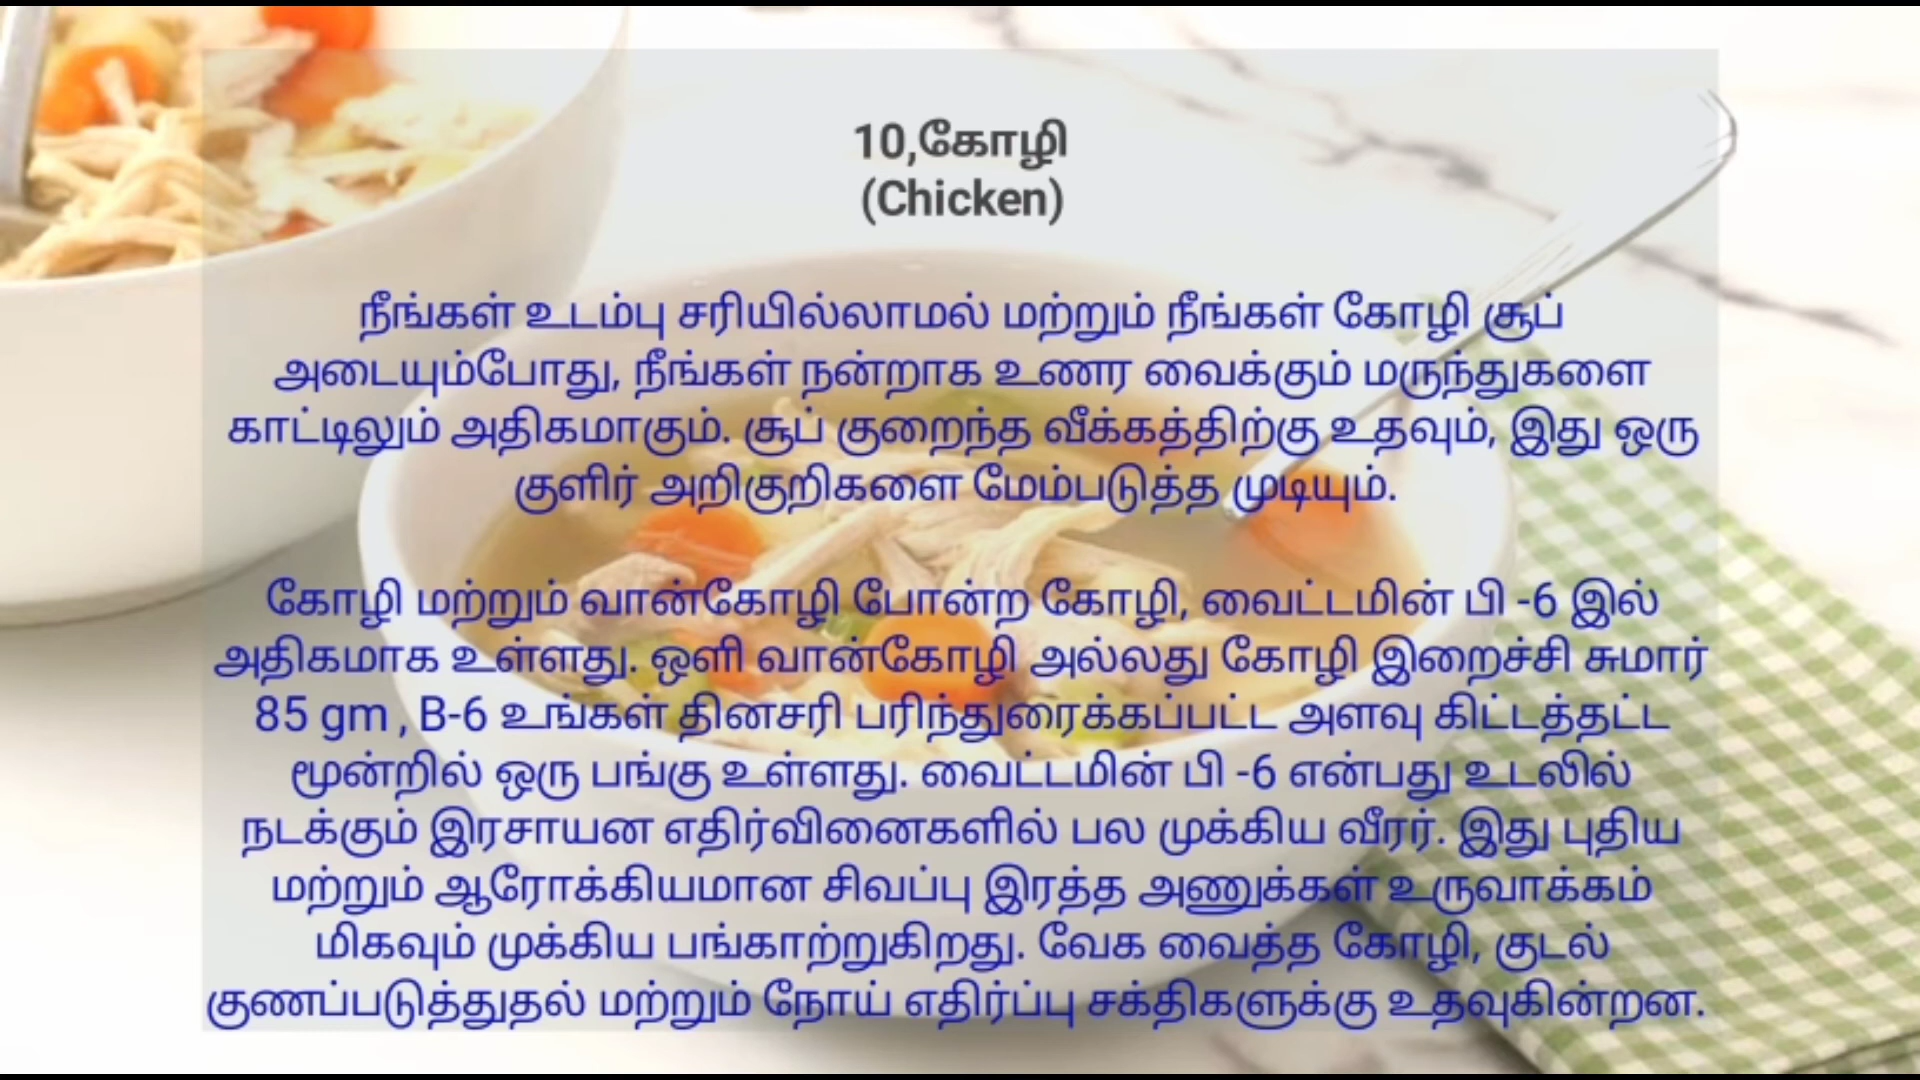 10,கோழி
(Chicken)
நீங்கள் உடம்பு சரியில்லாமல் மற்றும் நீங்கள் கோழி சூப்
அடையும்போது, நீங்கள் நன்றாக உணர வைக்கும் மருந்துகளை
காட்டிலும் அதிகமாகும். சூப் குறைந்த வீக்கத்திற்கு உதவும், இது ஒரு
குளிர் அறிகுறிகளை மேம்படுத்த முடியும்.
கோழி மற்றும் வான்கோழி போன்ற கோழி, வைட்டமின் பி -6 இல்
அதிகமாக உள்ளது. ஒளி வான்கோழி அல்லது கோழி இறைச்சி சுமார்
85 gm , B-6 உங்கள் தினசரி பரிந்துரைக்கப்பட்ட அளவு கிட்டத்தட்ட
மூன்றில் ஒரு பங்கு உள்ளது. வைட்டமின் பி -6 என்பது உடலில்
நடக்கும் இரசாயன எதிர்வினைகளில் பல முக்கிய வீரர். இது புதிய
மற்றும் ஆரோக்கியமான சிவப்பு இரத்த அணுக்கள் உருவாக்கம்
மிகவும் முக்கிய பங்காற்றுகிறது. வேக வைத்த கோழி, குடல்
குணப்படுத்துதல் மற்றும் நோய் எதிர்ப்பு சக்திகளுக்கு உதவுகின்றன.